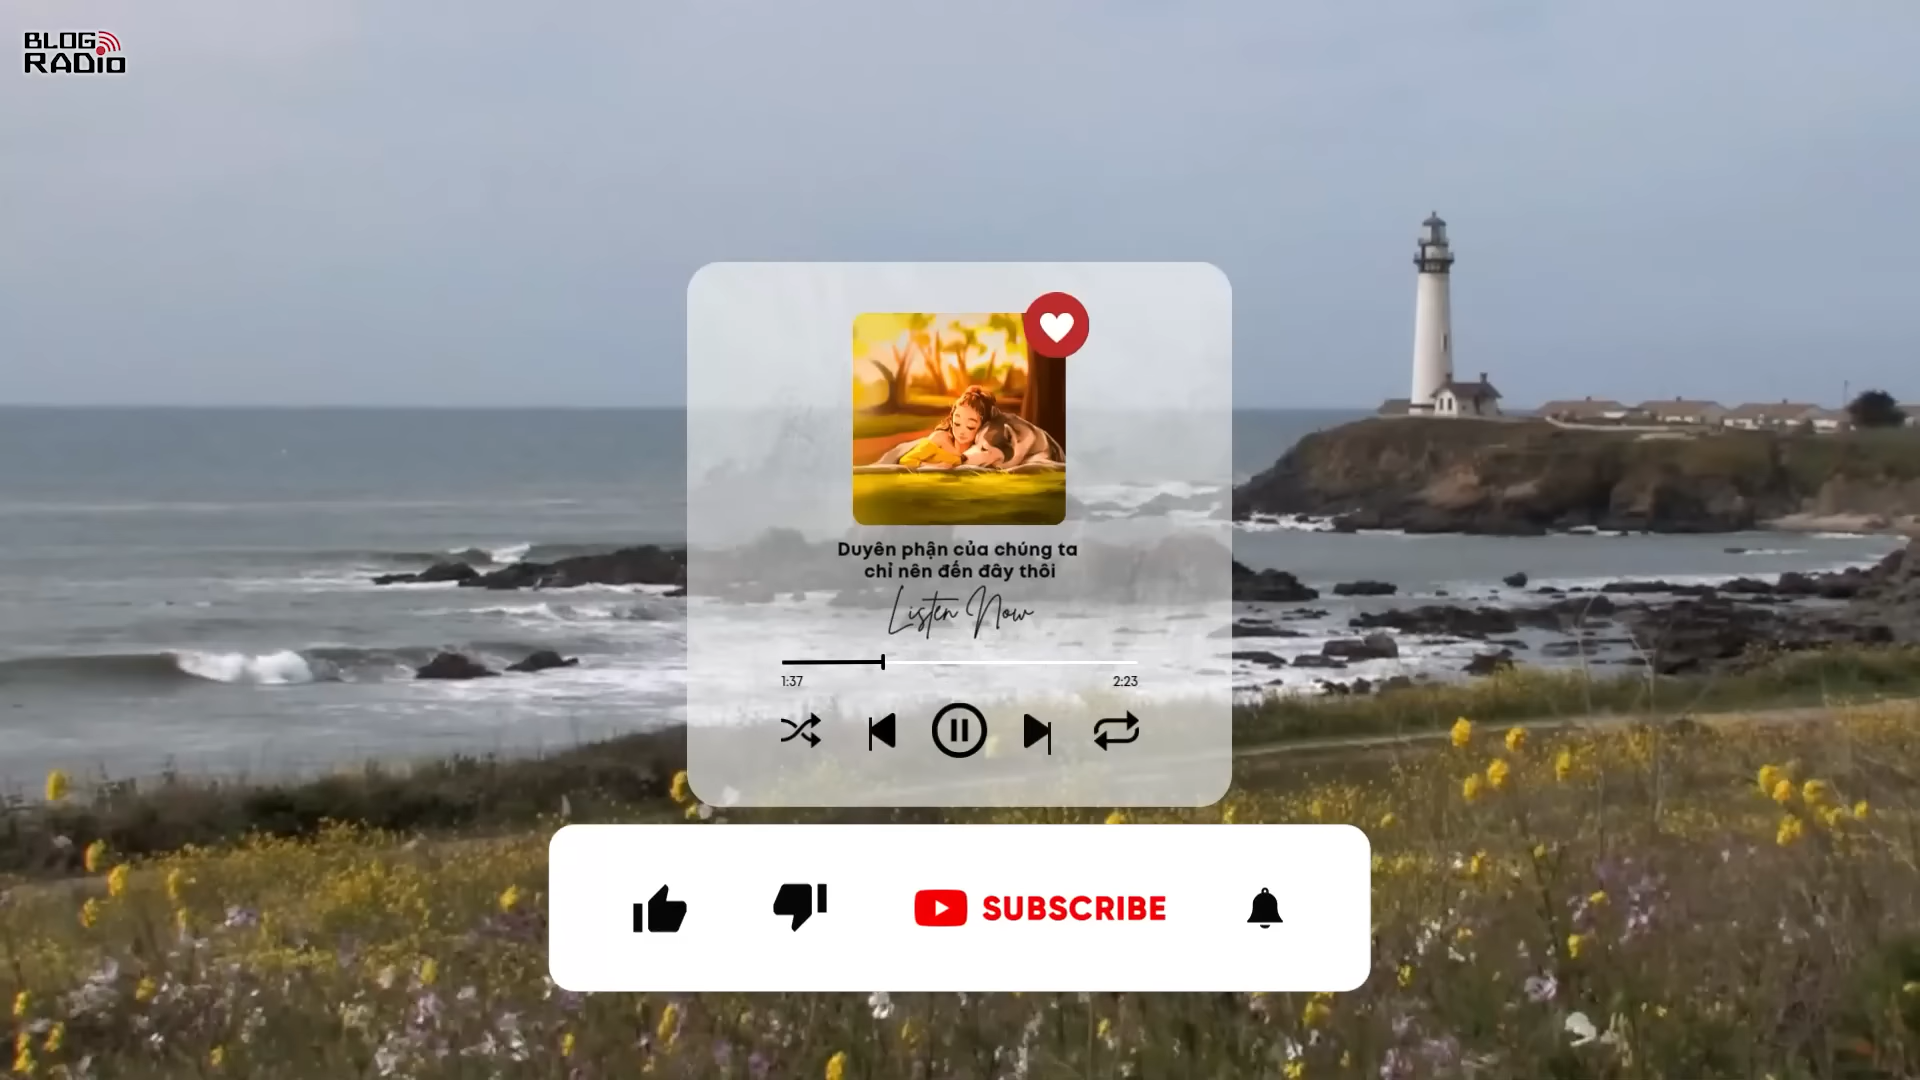 BLOG
RADIO
Duyên phận của chúng ta
chỉ nên đến đây thôi
Listen Now
1:37
2:23
SUBSCRIBE